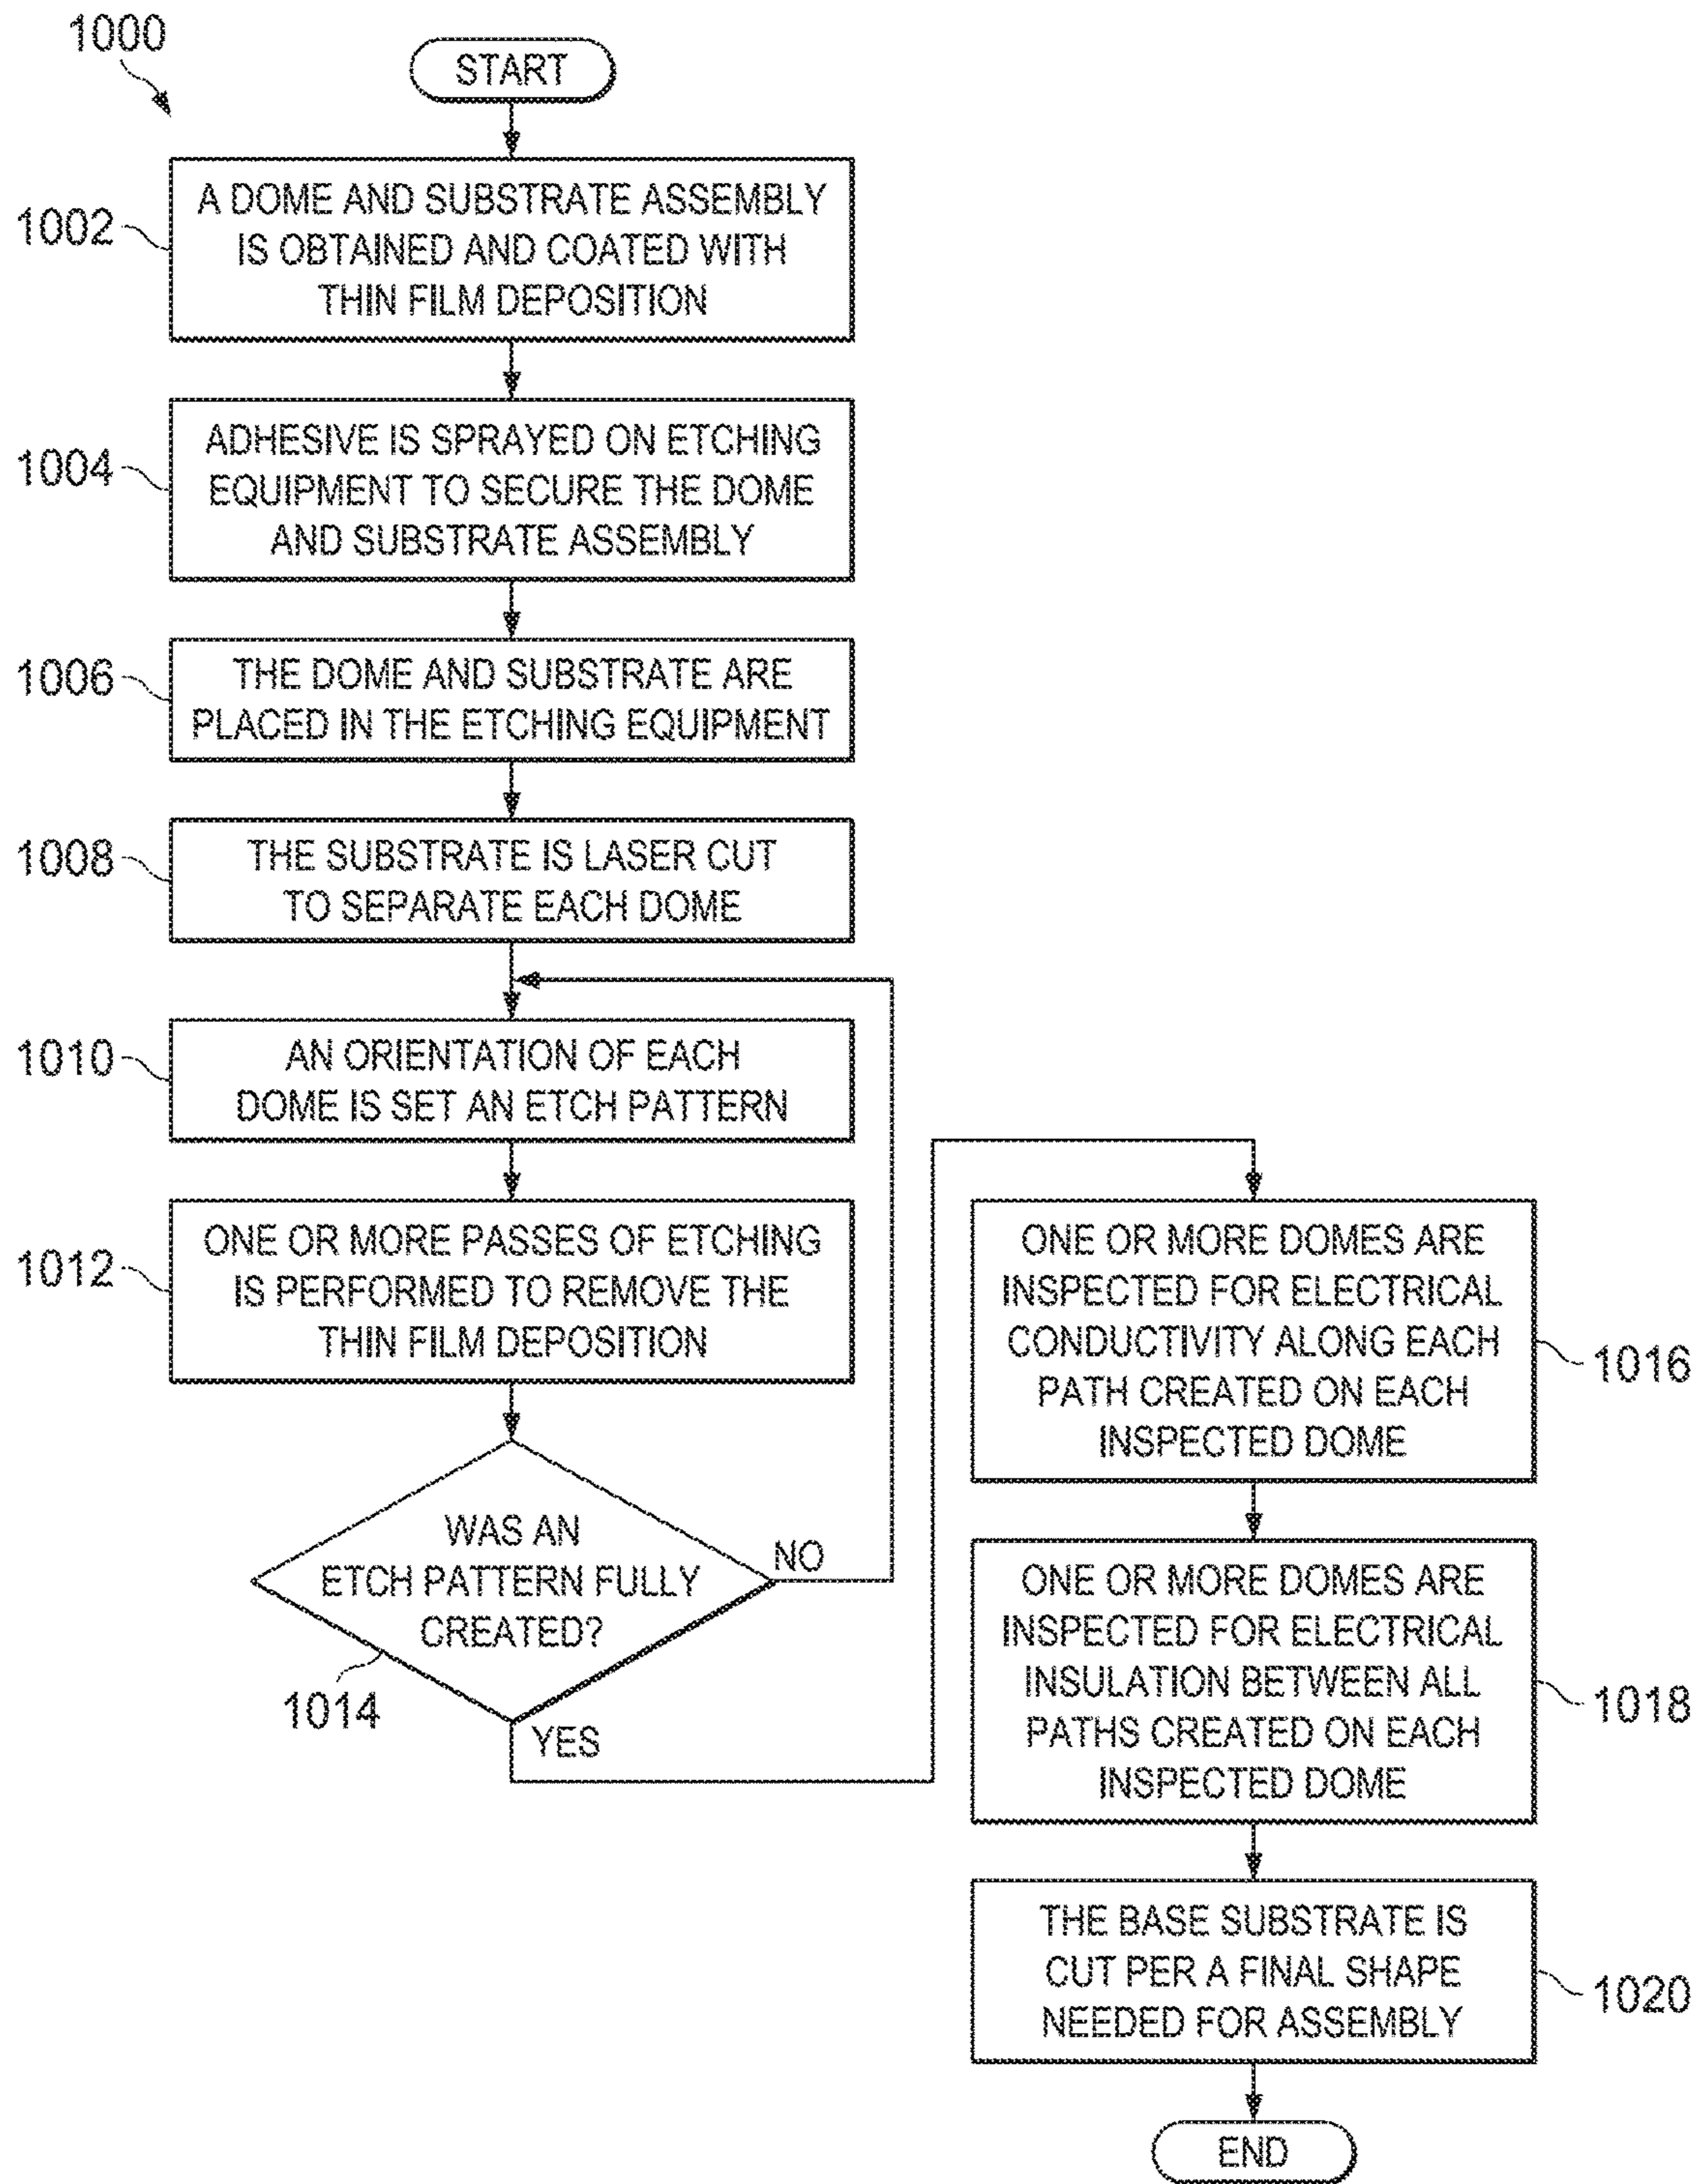 1000
START
1002
A DOME AND SUBSTRATE ASSEMBLY
IS OBTAINED AND COATED WITH
THIN FILM DEPOSITION
1004
ADHESIVE IS SPRAYED ON ETCHING
EQUIPMENT TO SECURE THE DOME
AND SUBSTRATE ASSEMBLY
1006
THE DOME AND SUBSTRATE ARE
PLACED IN THE ETCHING EQUIPMENT
1008
THE SUBSTRATE IS LASER CUT
TO SEPARATE EACH DOME
1010
AN ORIENTATION OF EACH
DOME IS SET AN ETCH PATTERN
1012
ONE OR MORE PASSES OF ETCHING
IS PERFORMED TO REMOVE THE
THIN FILM DEPOSITION
WAS AN
ETCH PATTERN FULLY
CREATED?
NO
1014
YES
ONE OR MORE DOMES ARE
INSPECTED FOR ELECTRICAL
CONDUCTIVITY ALONG EACH
PATH CREATED ON EACH
INSPECTED DOME
1016
ONE OR MORE DOMES ARE
INSPECTED FOR ELECTRICAL
INSULATION BETWEEN ALL
PATHS CREATED ON EACH
INSPECTED DOME
1018
THE BASE SUBSTRATE IS
CUT PER A FINAL SHAPE
NEEDED FOR ASSEMBLY
1020
END